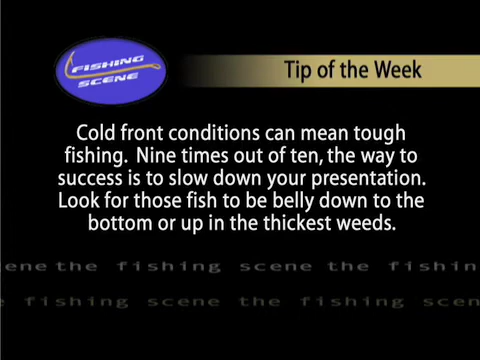 FISHING
SCENE
Tip of the Week
Cold front conditions can mean tough
fishing.  Nine times out of ten, the way to
success is to slow down your presentation.
Look for those fish to be belly down to the
bottom or up in the thickest weeds.
cene the fishing scene the fishin
e fishing scene the fishing scen